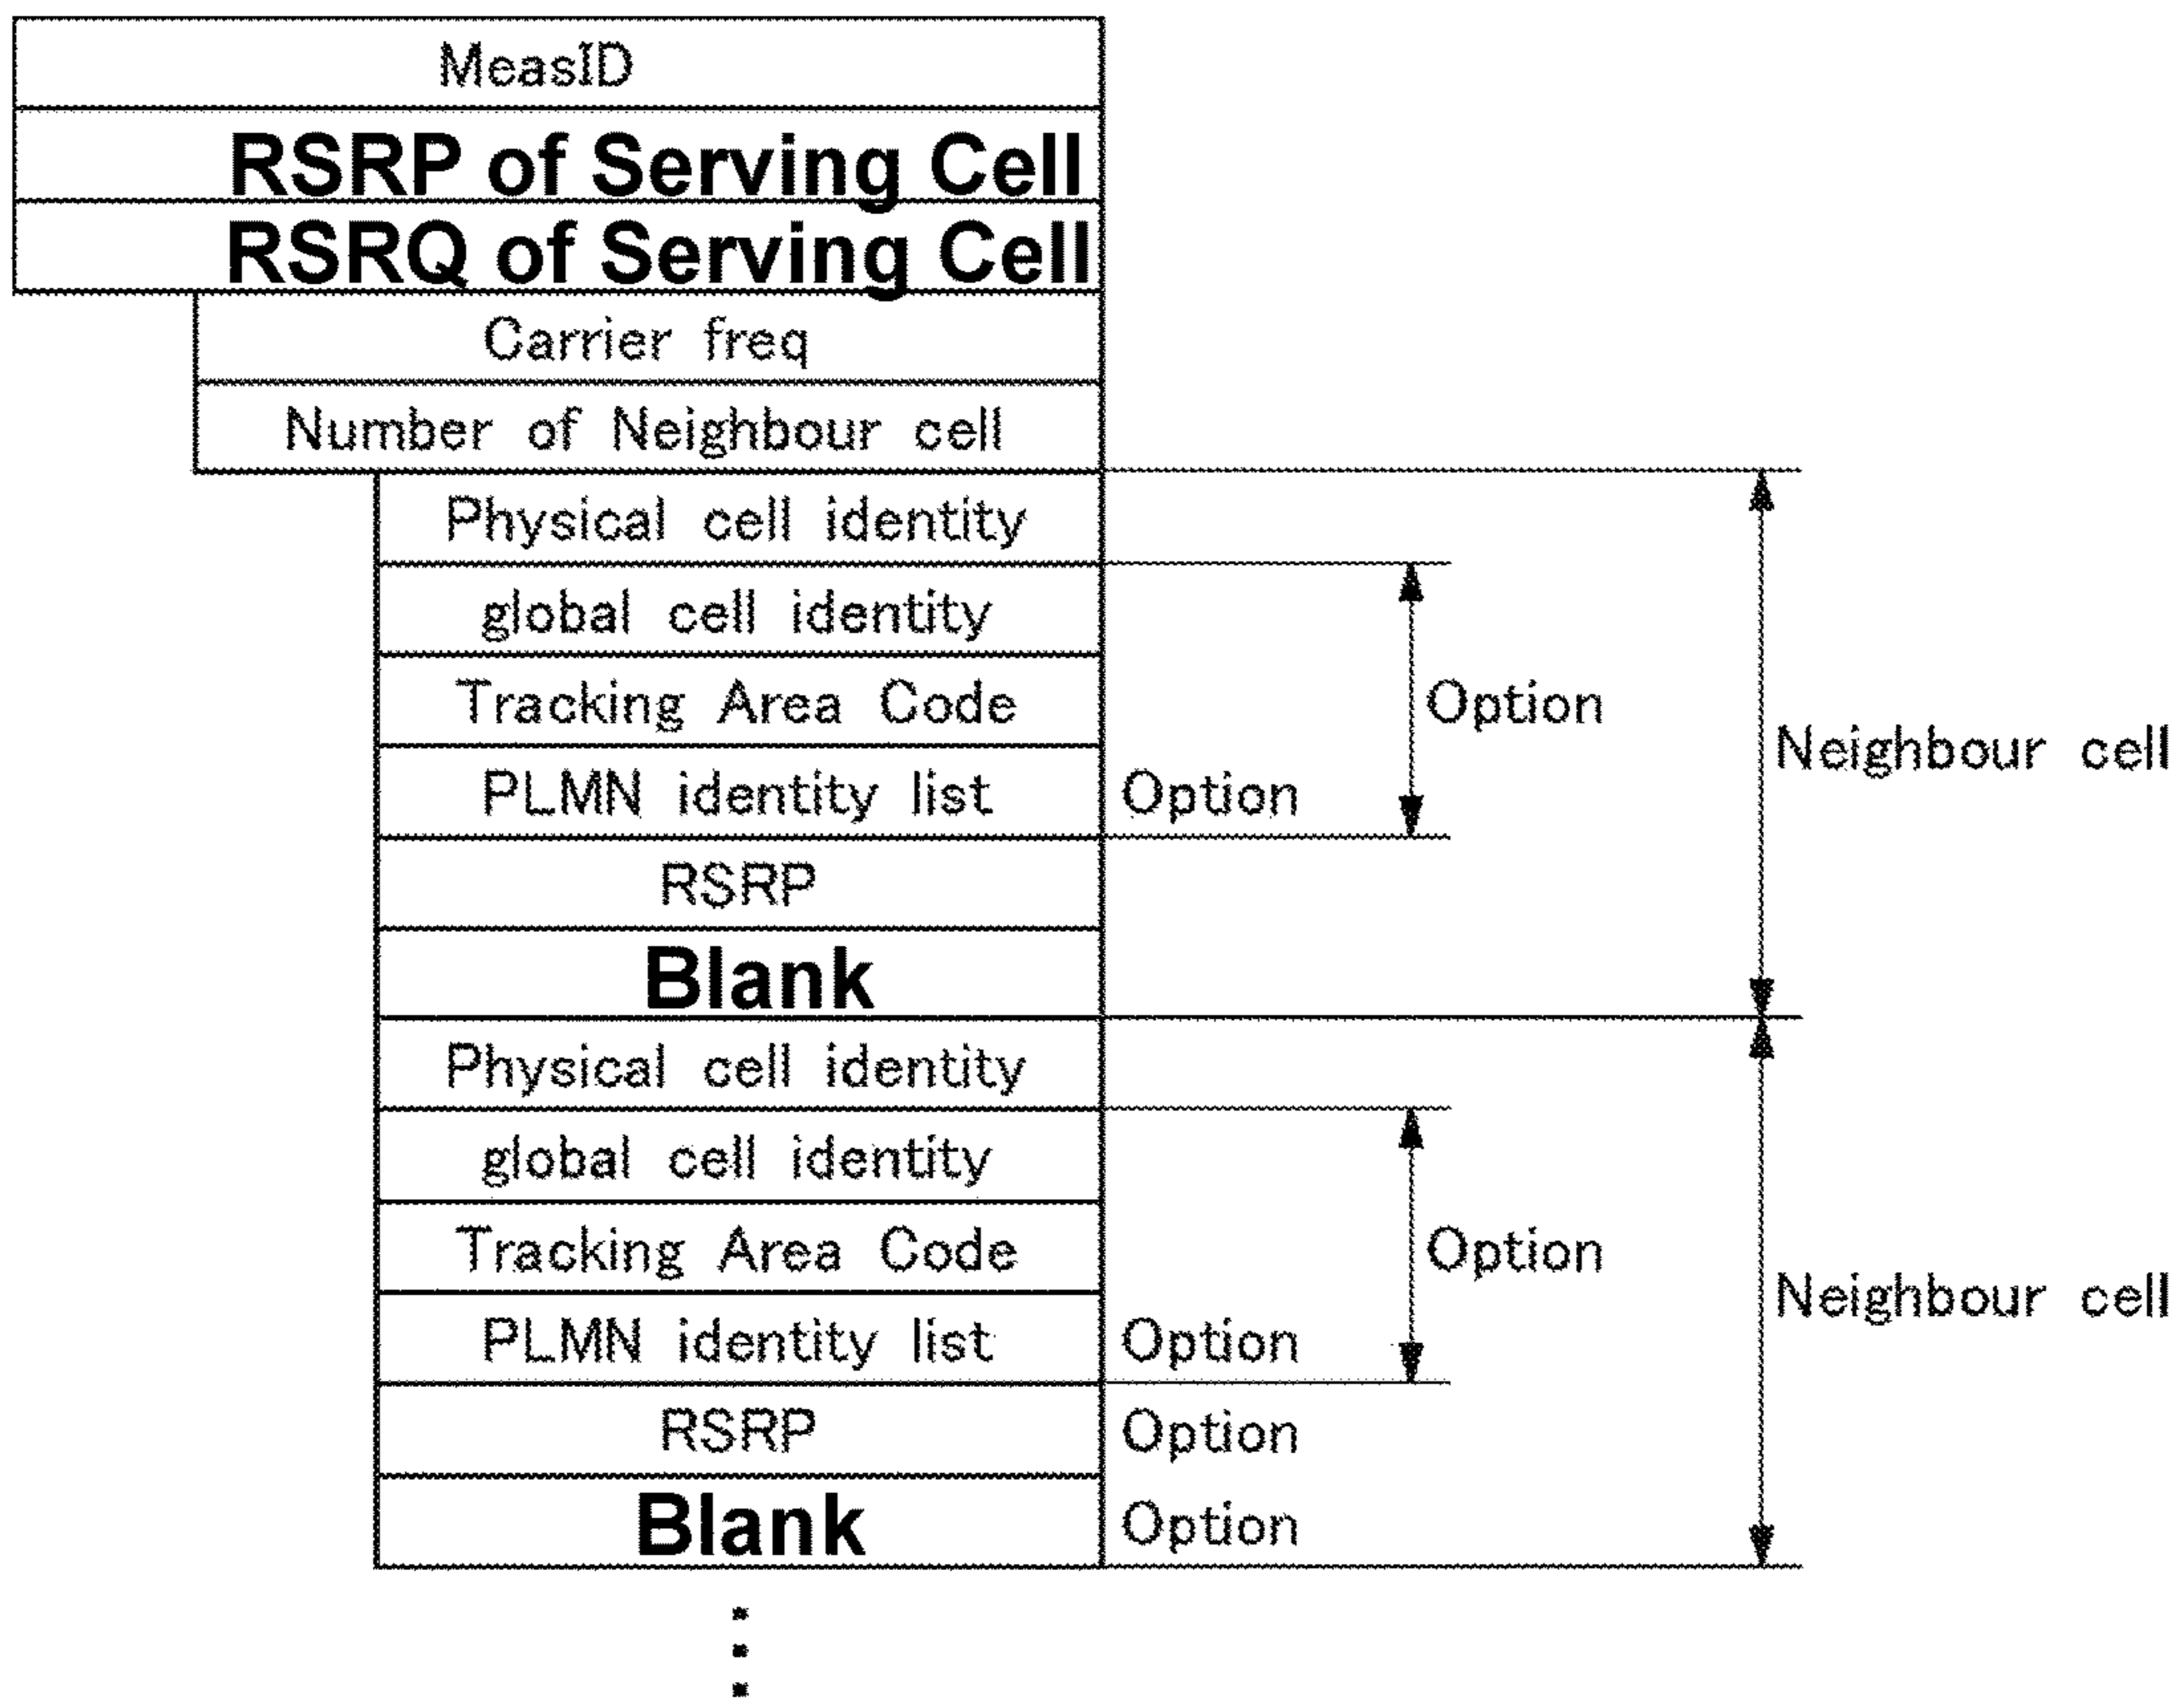 MeasID
RSRP of Serving Cell
RSRQ of Serving Cell
Carrier freq
Number of Neighbour cell
Physical cell identity
global cell identity
Tracking Area Code
Option
Neighbour cell
PLMN identity list
Option
RSRP
Blank
Physical cell identity
global cell identity
Tracking Area Code
Option
Neighbour cell
PLMN identity list
Option
RSRP
Option
Blank
Option